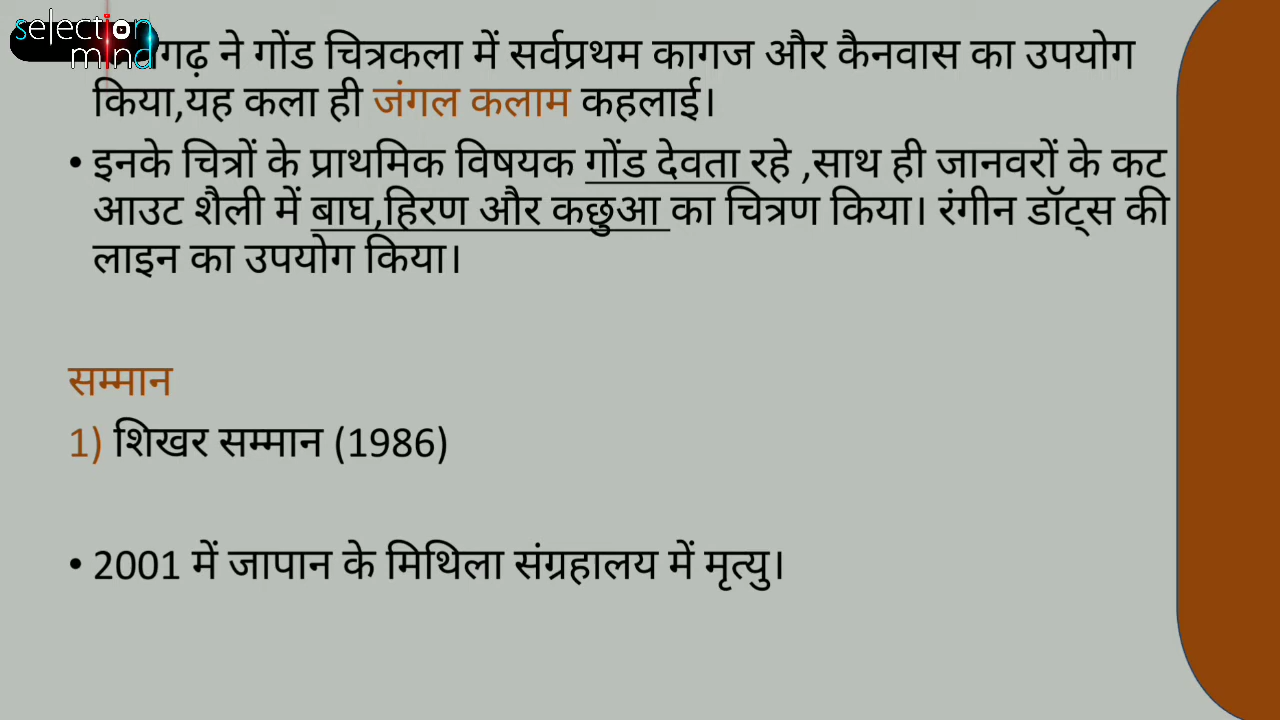 selection
mind
ने गोंड चित्रकला में सर्वप्रथम कागज और कैनवास का उपयोग
किया,यह कला ही जंगल कलाम कहलाई।
• इनके चित्रों के प्राथमिक विषयक गोंड देवता रहे ,साथ ही जानवरों के कट
आउट शैली में बाघ,हिरण और कछुआ का चित्रण किया। रंगीन डॉट्स की
लाइन का उपयोग किया।
सम्मान
1) शिखर सम्मान (1986)
• 2001 में जापान के मिथिला संग्रहालय में मृत्यु।